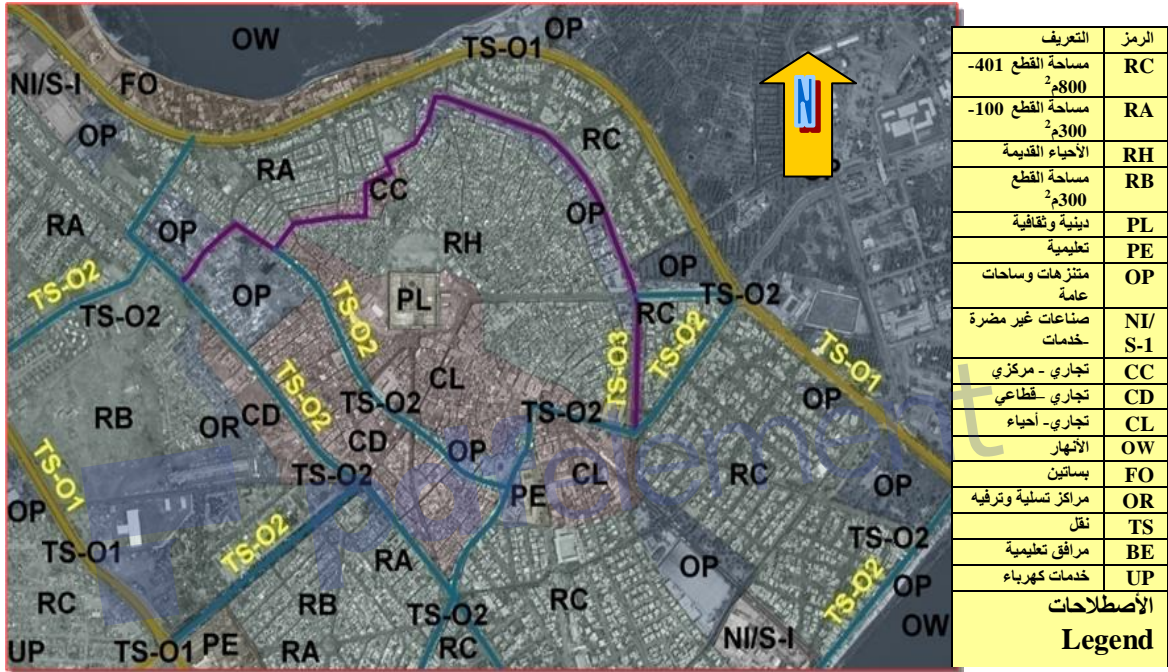 OW
OP
TS-O1
NI/S-I
FO
OP
RA
RC
CC
N
OP
RA
OP
OP
RH
OP
TS-O2
TS-O2
OP
PL
TS-O2
OP
RC
TS-O2
TS-O2
TS-O3
TS-O2
TS-O1
RB
OR
CD
CL
TS-O2
TS-O2
CD
OP
CL
OP
TS-O1
TS-O2
PE
RC
OP
OP
TS-O1
TS-O2
RA
OP
TS-O2
TS-O2
OP
RC
RB
TS-O2
RC
UP
TS-O1
PE
RA
RC
NI/S-I
OW
pdfelement
الرمز التعريف
RC مساحة القطع 401-
800م²
RA مساحة القطع 100-
300م²
RH الأحياء القديمة
RB مساحة القطع
300م²
PL دينية وثقافية
PE تعليمية
OP متنزهات وساحات
عامة
NI/ صناعات غير مضرة
S-1 -خدمات
CC تجاري - مركزي
CD تجاري –قطاعي
CL تجاري- أحياء
OW الأنهار
FO بساتين
OR مراكز تسلية وترفيه
TS نقل
BE مرافق تعليمية
UP خدمات كهرباء
الأصطلاحات
Legend